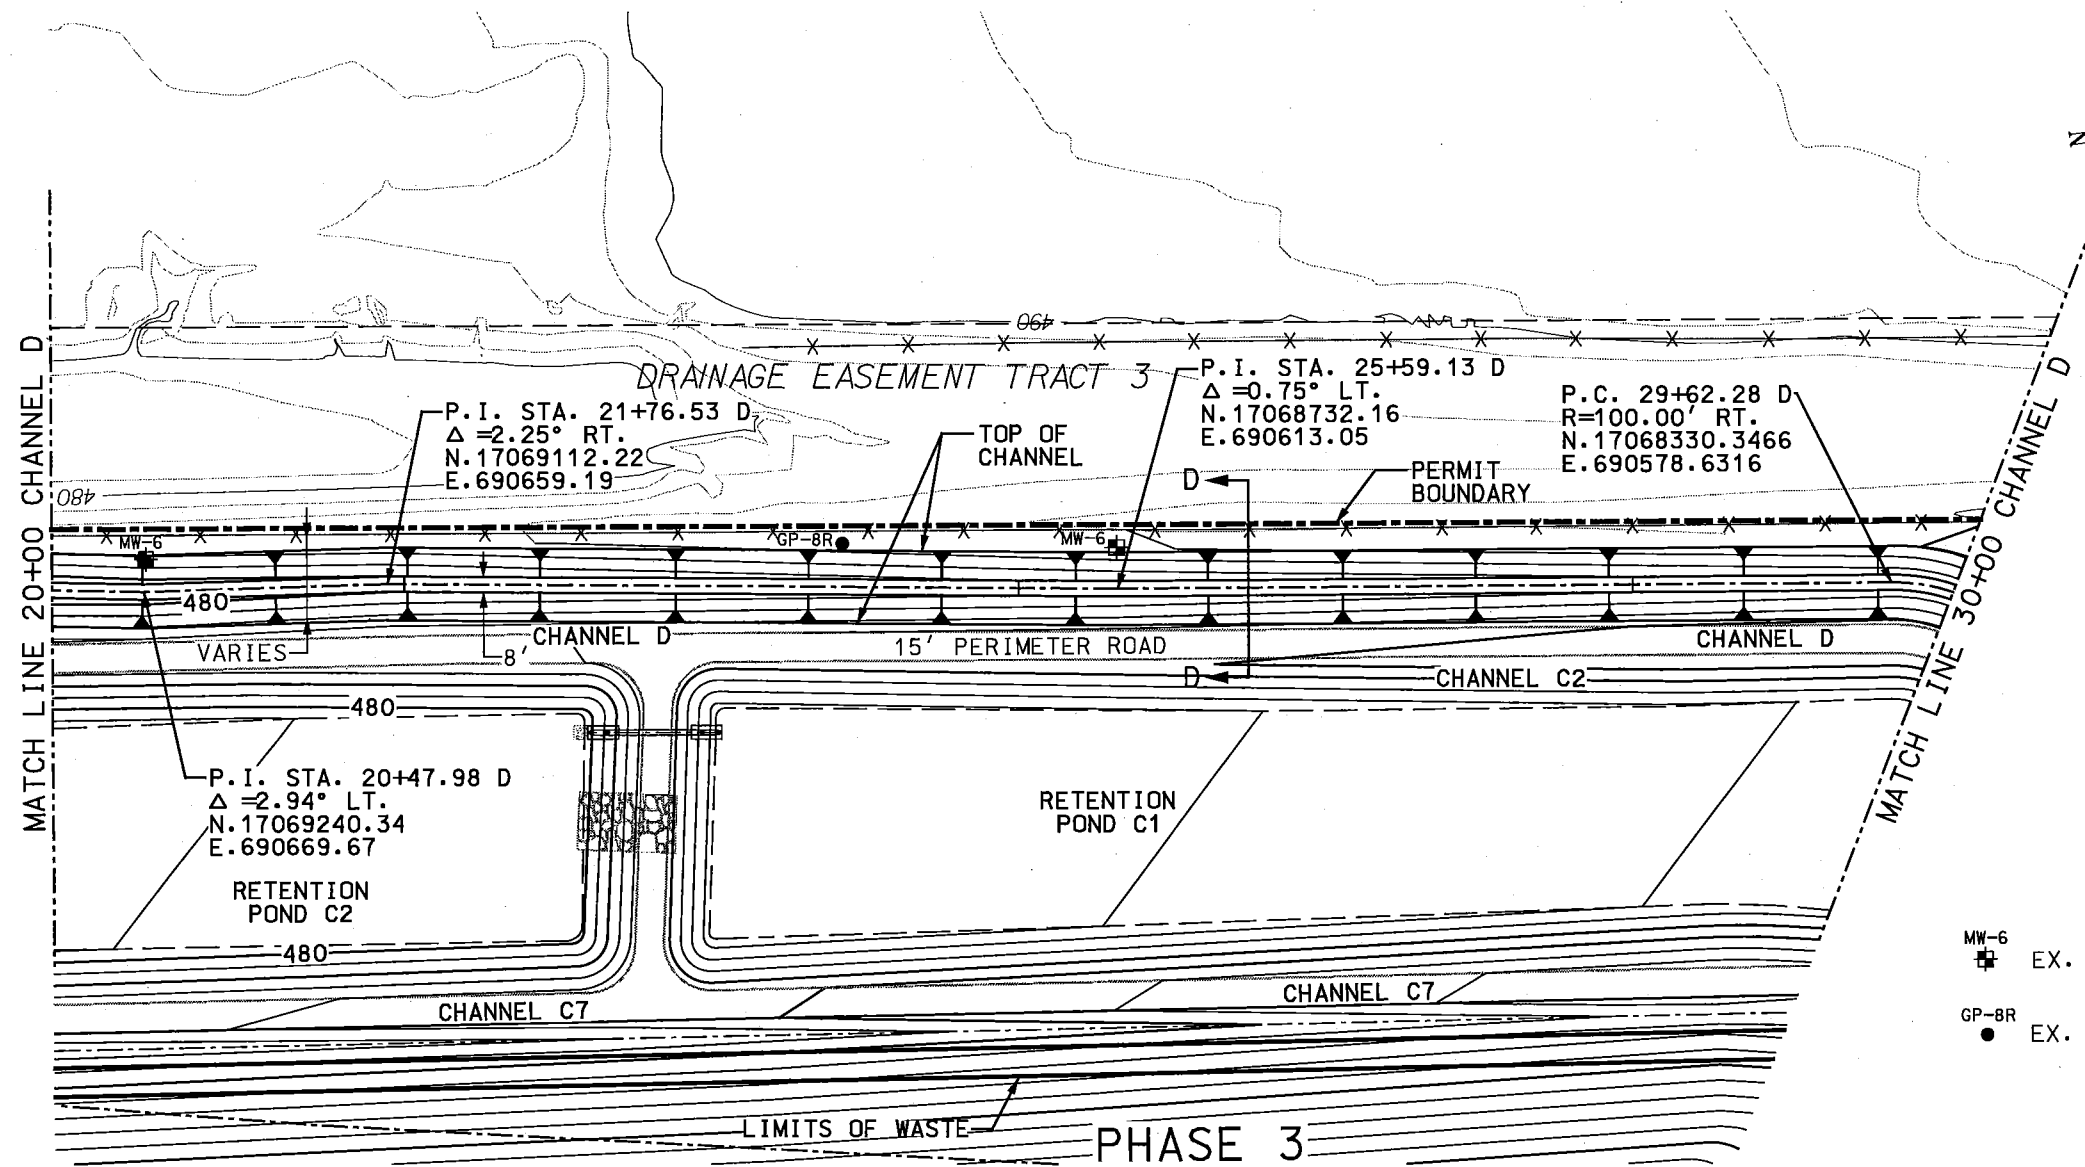 N
490
DRAINAGE EASEMENT TRACT 3
P.I. STA. 25+59.13 D
Δ =0.75° LT.
N.17068732.16
E.690613.05
P.C. 29+62.28 D
R=100.00' RT.
N.17068330.3466
E.690578.6316
P.I. STA. 21+76.53 D
Δ =2.25° RT.
N.17069112.22
E.690659.19
TOP OF
CHANNEL
PERMIT
BOUNDARY
D
480
MW-6
GP-8R
MW-6
480
VARIES
8'
CHANNEL D
15' PERIMETER ROAD
CHANNEL D
D
CHANNEL C2
480
MATCH LINE 20+00 CHANNEL D
MATCH LINE 30+00 CHANNEL D
P.I. STA. 20+47.98 D
Δ =2.94° LT.
N.17069240.34
E.690669.67
RETENTION
POND C2
RETENTION
POND C1
480
CHANNEL C7
CHANNEL C7
MW-6
EX.
GP-8R
EX.
LIMITS OF WASTE
PHASE 3